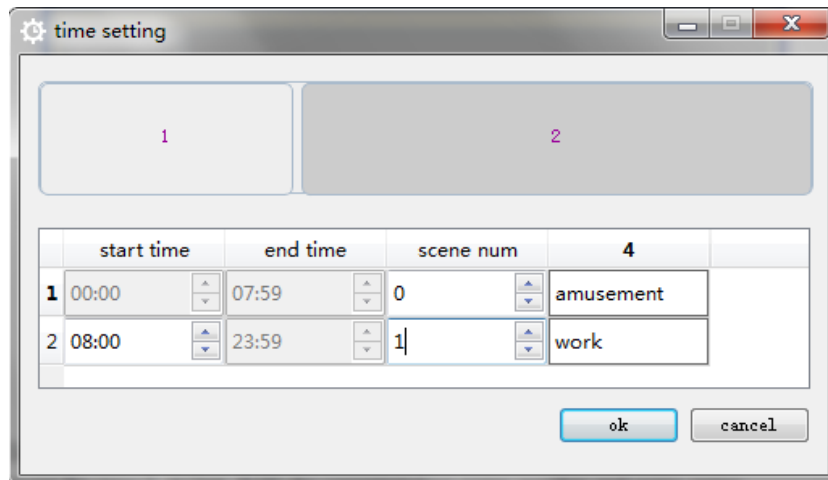 time setting
1 2
start time end time scene num 4
1 00:00 07:59 0 amusement
2 08:00 23:59 1 work
ok cancel